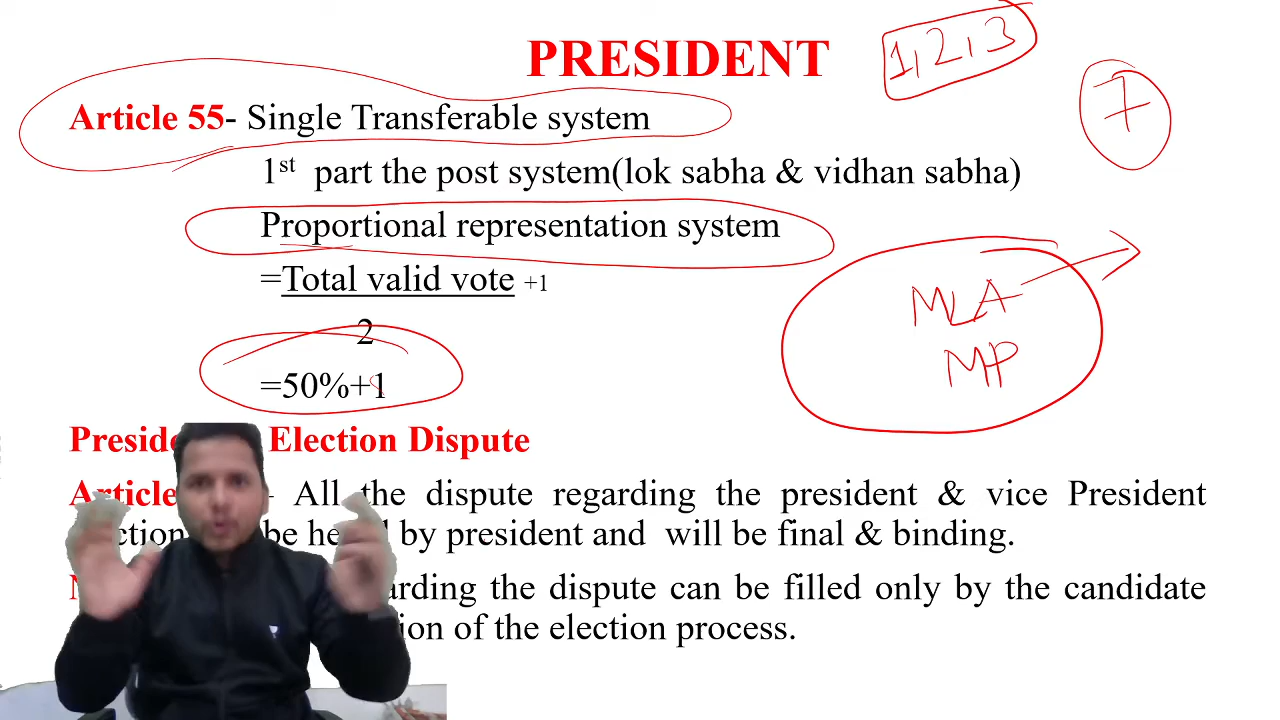 PRESIDENT
1, 2, 3
7
Article 55- Single Transferable system
1st part the post system(lok sabha & vidhan sabha)
Proportional representation system
=Total valid vote +1
2
=50%+1
MLA
MP
Election Dispute
Article - All the dispute regarding the president & vice President
be by president and will be final & binding.
the dispute can be filled only by the candidate
of the election process.